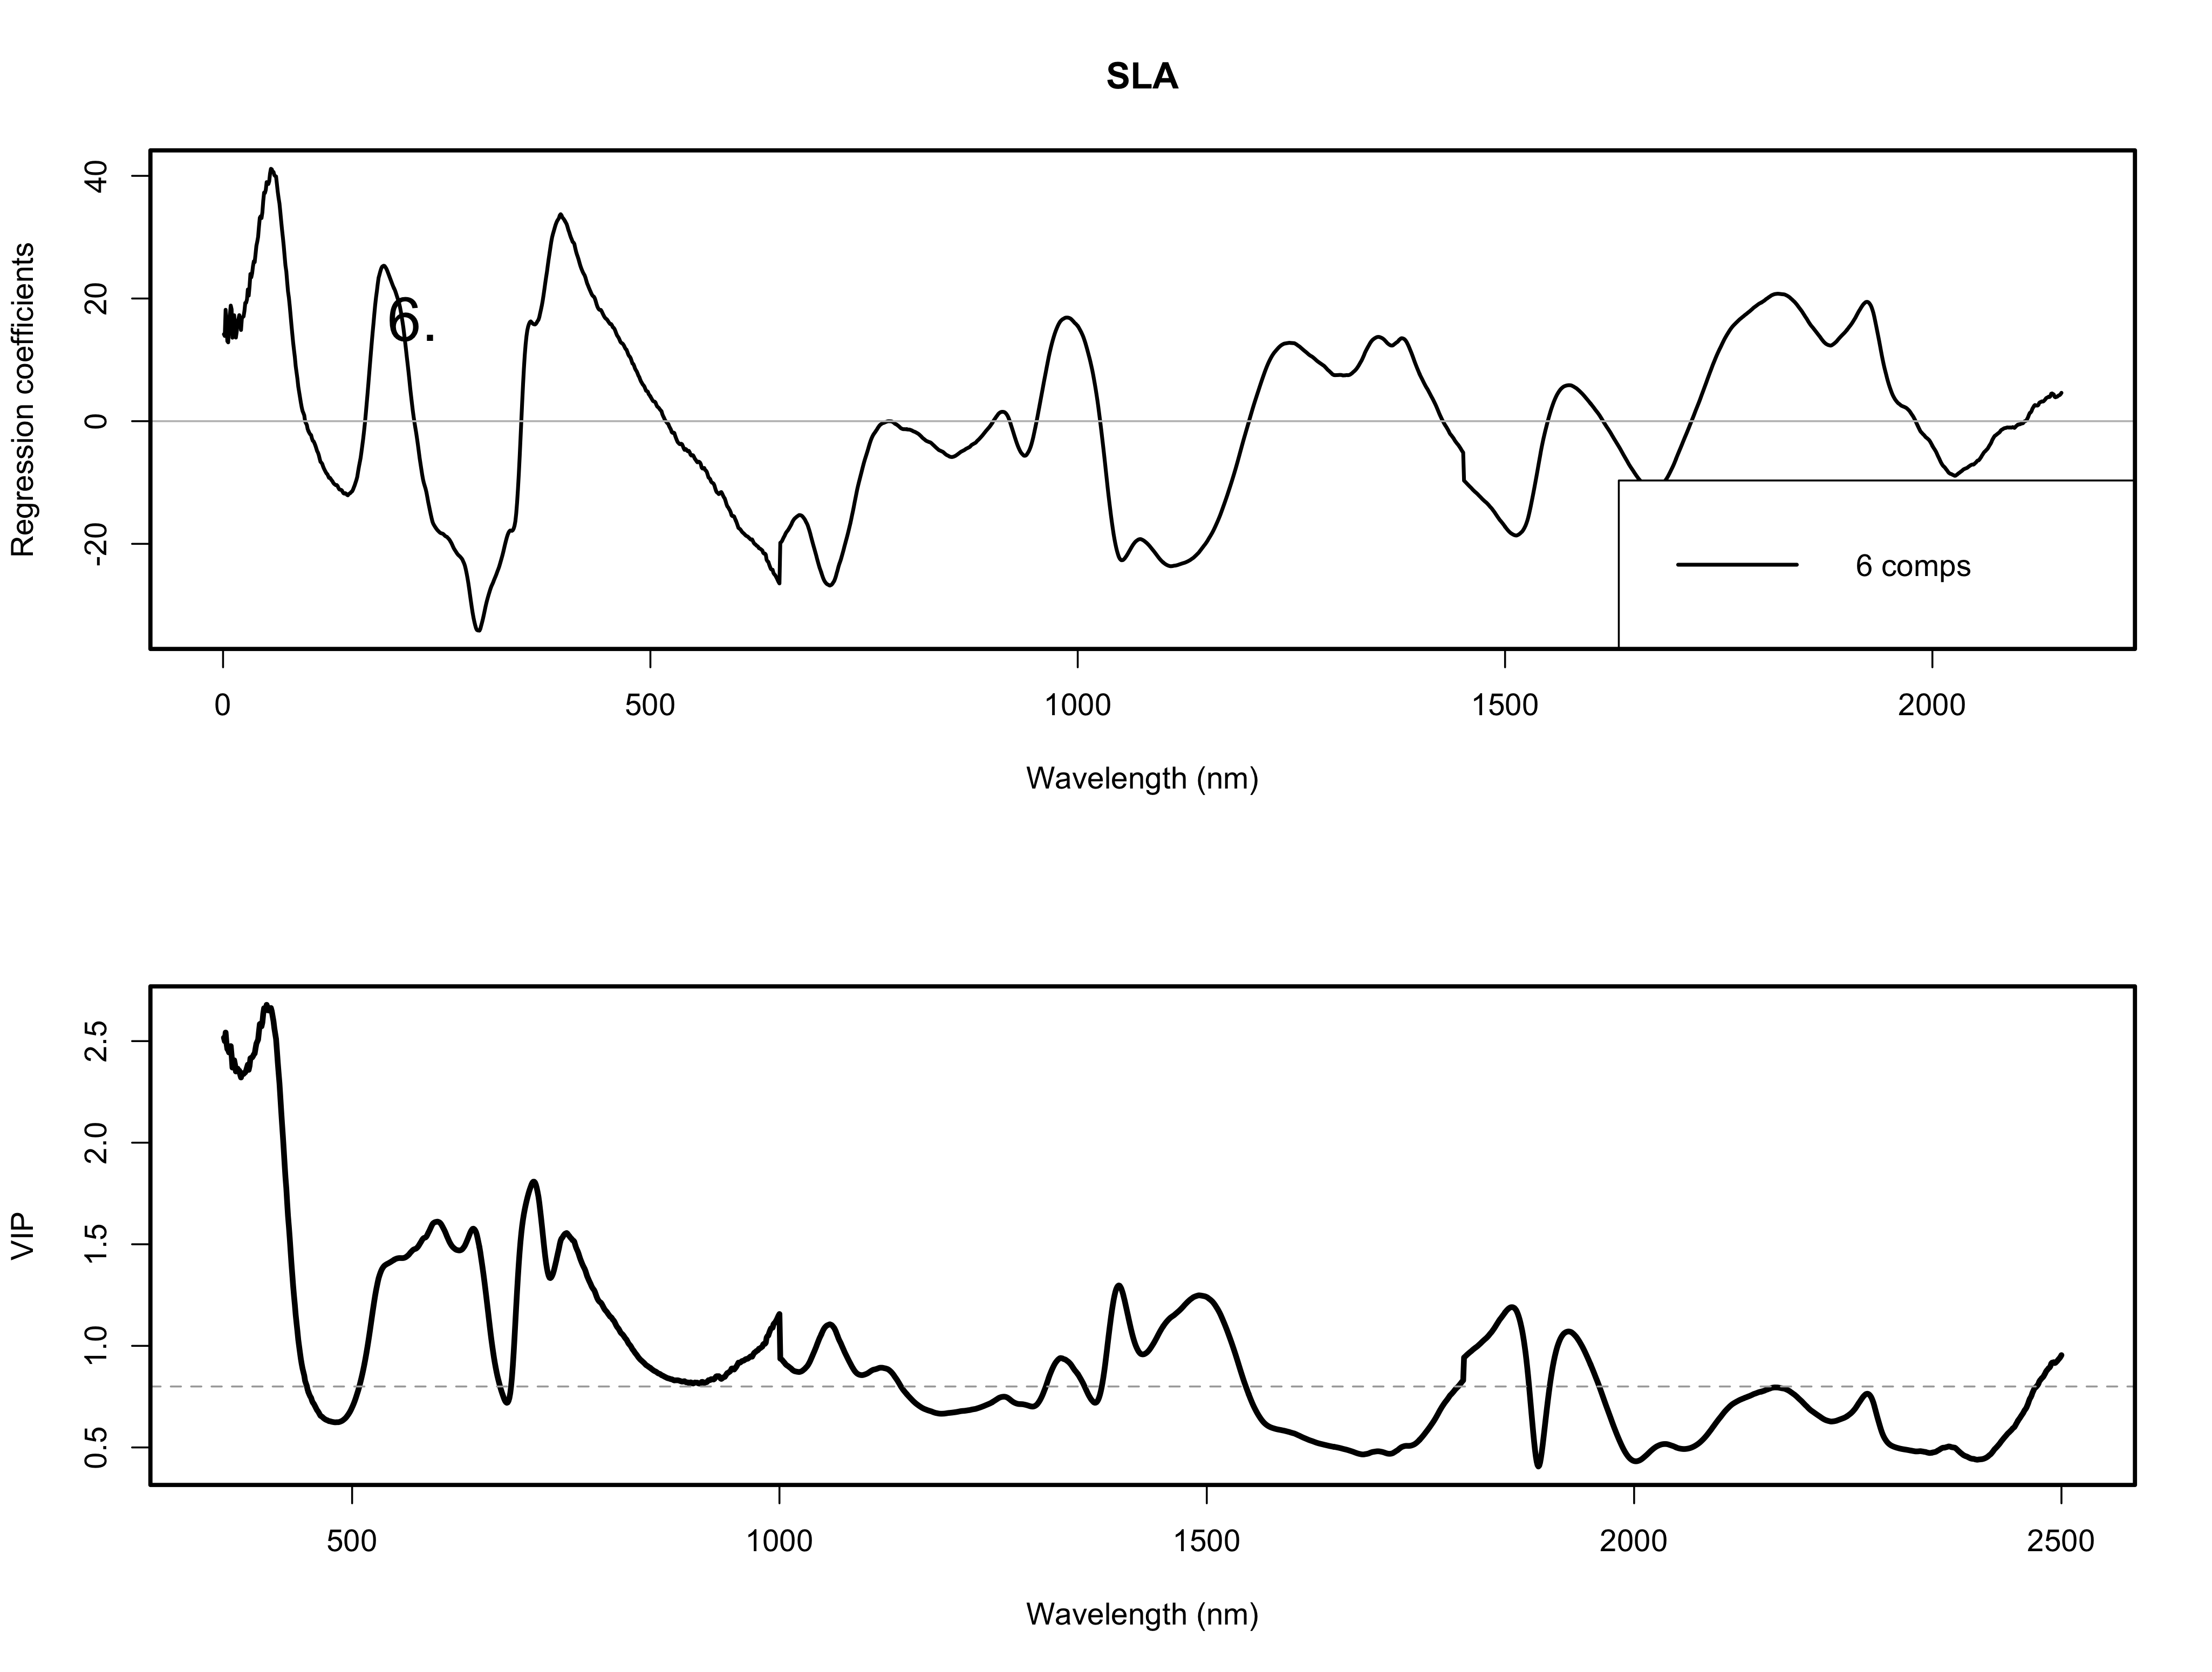 SLA
Regression coefficients
40
20
0
-20
6.
6 comps
0 500 1000 1500 2000
Wavelength (nm)
VIP
2.5
2.0
1.5
1.0
0.5
500 1000 1500 2000 2500
Wavelength (nm)